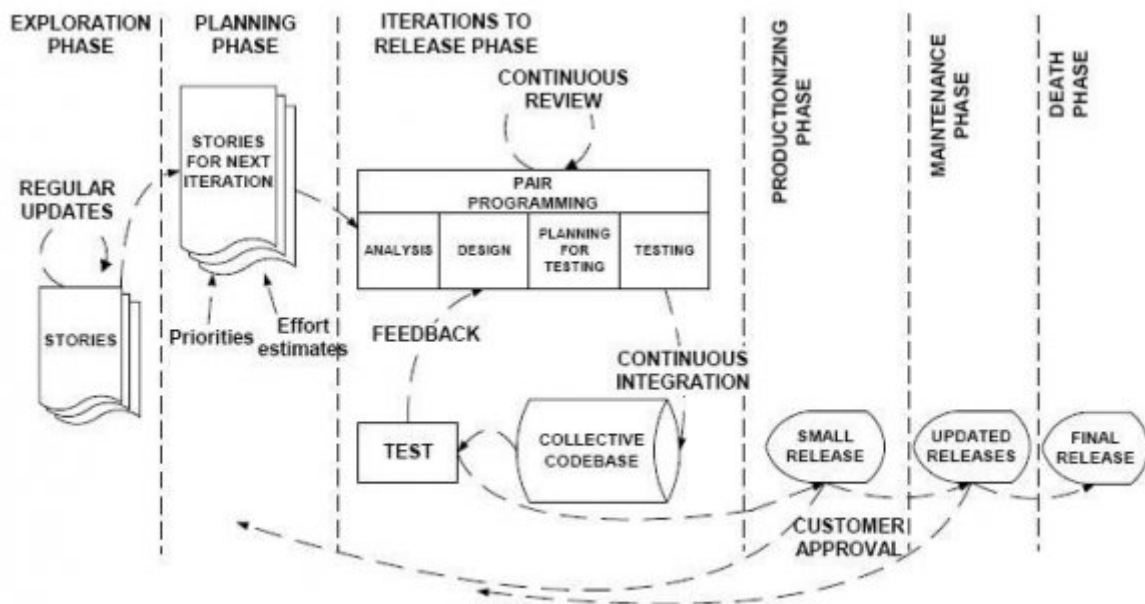 EXPLORATION
PHASE
PLANNING
PHASE
ITERATIONS TO
RELEASE PHASE
PRODUCTIONIZING
PHASE
MAINTENANCE
PHASE
DEATH
PHASE
CONTINUOUS
REVIEW
REGULAR
UPDATES
STORIES
STORIES
FOR NEXT
ITERATION
Priorities
Effort
estimates
PAIR
PROGRAMMING
ANALYSIS
DESIGN
PLANNING
FOR
TESTING
TESTING
FEEDBACK
CONTINUOUS
INTEGRATION
TEST
COLLECTIVE
CODEBASE
SMALL
RELEASE
UPDATED
RELEASES
FINAL
RELEASE
CUSTOMER
APPROVAL